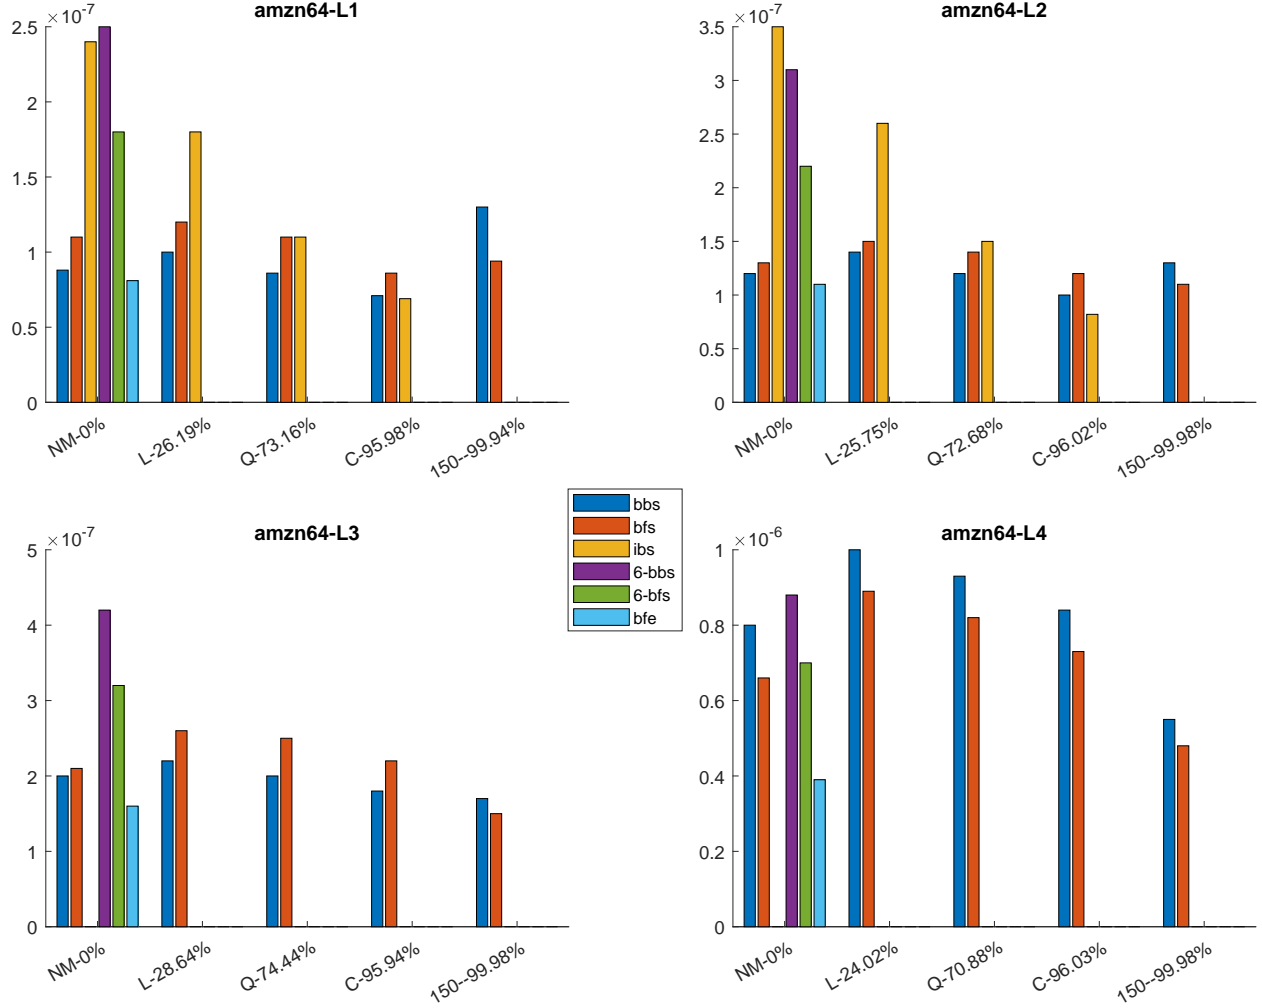 amzn64-L1
×10-7
2.5
2
1.5
1
0.5
0
NM-0%
L-26.19%
Q-73.16%
C-95.98%
150--99.94%
amzn64-L2
×10-7
3.5
3
2.5
2
1.5
1
0.5
0
NM-0%
L-25.75%
Q-72.68%
C-96.02%
150--99.98%
bbs
bfs
ibs
6-bbs
6-bfs
bfe
amzn64-L3
×10-7
5
4
3
2
1
0
NM-0%
L-28.64%
Q-74.44%
C-95.94%
150--99.98%
amzn64-L4
×10-6
1
0.8
0.6
0.4
0.2
0
NM-0%
L-24.02%
Q-70.88%
C-96.03%
150--99.98%